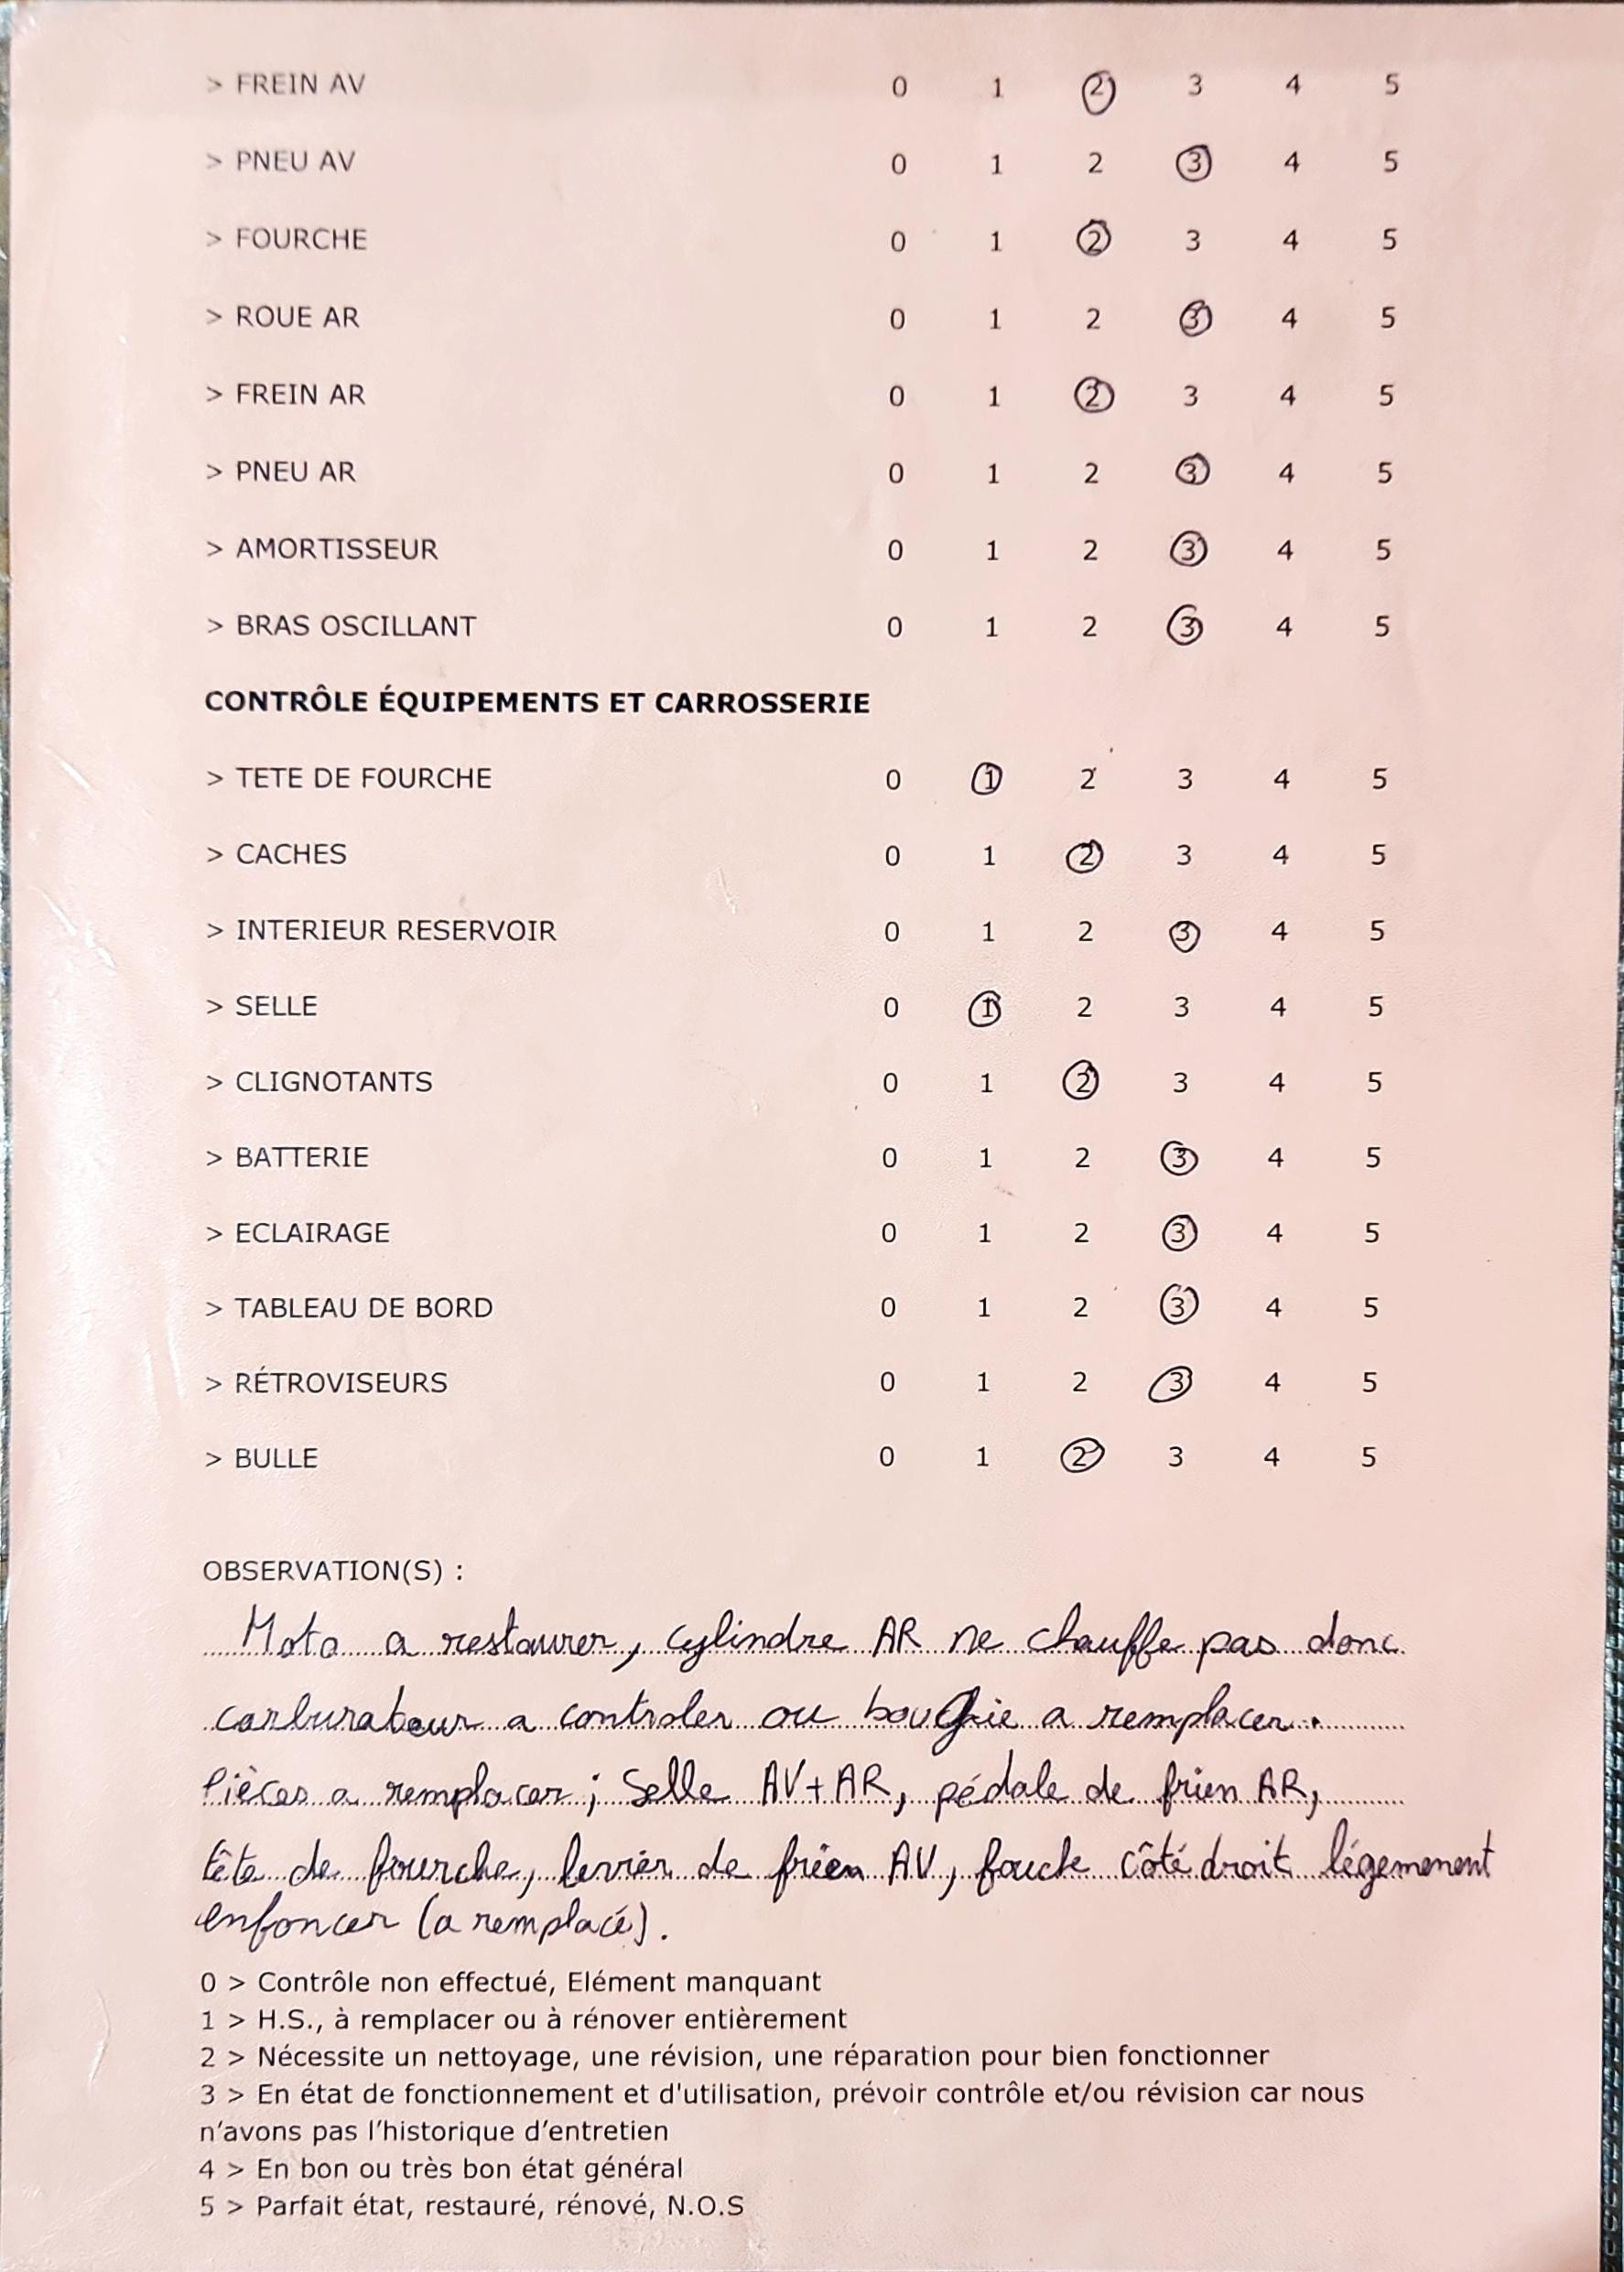 > FREIN AV 0 1 2 3 4 5
> PNEU AV 0 1 2 3 4 5
> FOURCHE 0 1 2 3 4 5
> ROUE AR 0 1 2 3 4 5
> FREIN AR 0 1 2 3 4 5
> PNEU AR 0 1 2 3 4 5
> AMORTISSEUR 0 1 2 3 4 5
> BRAS OSCILLANT 0 1 2 3 4 5
CONTRÔLE ÉQUIPEMENTS ET CARROSSERIE
> TETE DE FOURCHE 0 1 2 3 4 5
> CACHES 0 1 2 3 4 5
> INTERIEUR RESERVOIR 0 1 2 3 4 5
> SELLE 0 1 2 3 4 5
> CLIGNOTANTS 0 1 2 3 4 5
> BATTERIE 0 1 2 3 4 5
> ECLAIRAGE 0 1 2 3 4 5
> TABLEAU DE BORD 0 1 2 3 4 5
> RÉTROVISEURS 0 1 2 3 4 5
> BULLE 0 1 2 3 4 5
OBSERVATION(S) :
Moto a restaurer, cylindre AR ne chauffe pas donc
carburateur a controler ou bougie a remplacer.
Pièces a remplacer ; Selle AV+AR, pédale de frien AR,
tête de fourche, levier de frien AV, fouche côté droit légemenent
enfoncer (a remplacé).
0 > Contrôle non effectué, Elément manquant
1 > H.S., à remplacer ou à rénover entièrement
2 > Nécessite un nettoyage, une révision, une réparation pour bien fonctionner
3 > En état de fonctionnement et d'utilisation, prévoir contrôle et/ou révision car nous
n'avons pas l'historique d'entretien
4 > En bon ou très bon état général
5 > Parfait état, restauré, rénové, N.O.S